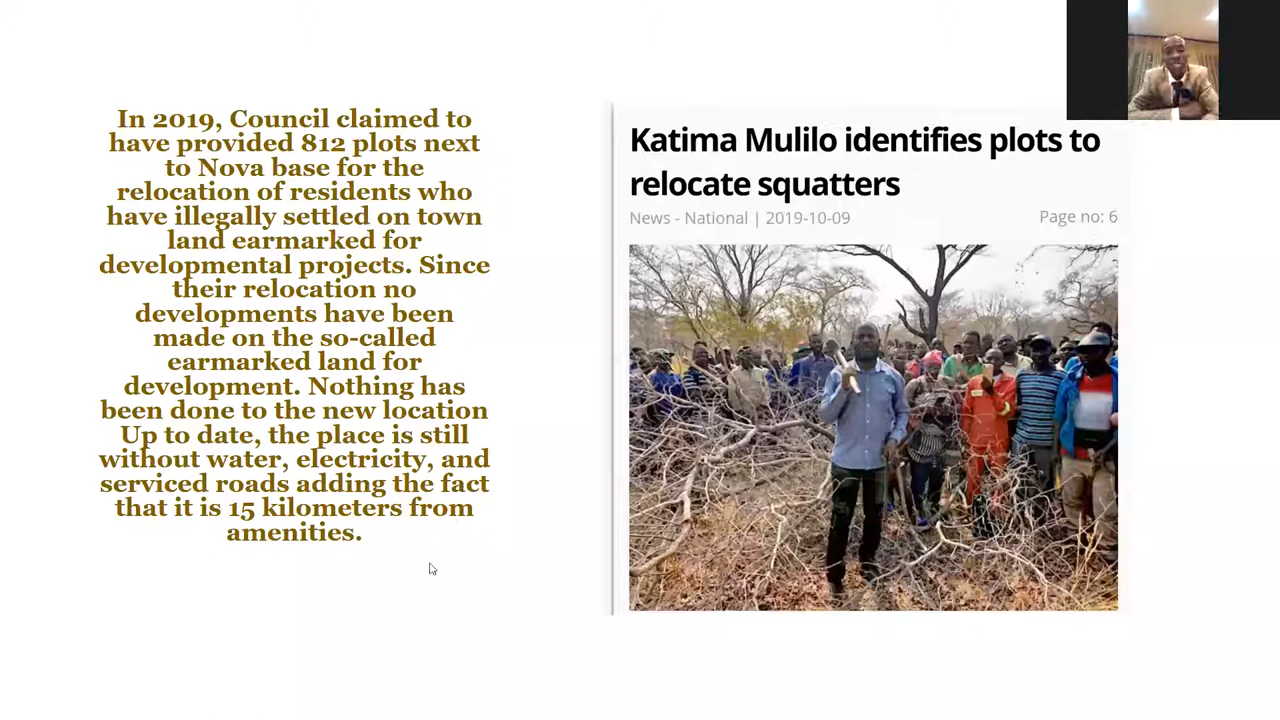 In 2019, Council claimed to
have provided 812 plots next
to Nova base for the
relocation of residents who
have illegally settled on town
land earmarked for
developmental projects. Since
their relocation no
developments have been
made on the so-called
earmarked land for
development. Nothing has
been done to the new location
Up to date, the place is still
without water, electricity, and
serviced roads adding the fact
that it is 15 kilometers from
amenities.
Katima Mulilo identifies plots to
relocate squatters
News - National | 2019-10-09 Page no: 6